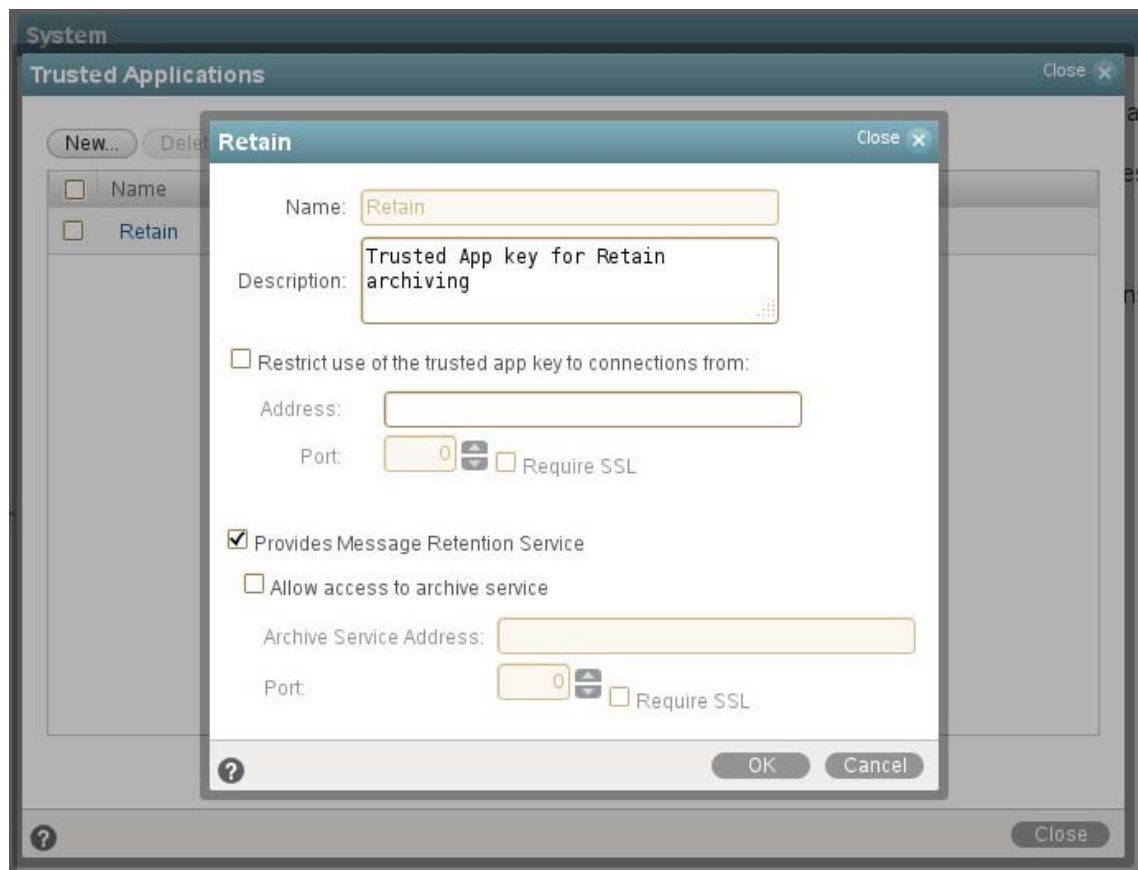 System
Trusted Applications
Close
New...
Delet
Name
Retain
Retain
Close
Name: Retain
Description: Trusted App key for Retain
archiving
Restrict use of the trusted app key to connections from:
Address:
Port: 0 Require SSL
Provides Message Retention Service
Allow access to archive service
Archive Service Address:
Port: 0 Require SSL
? OK Cancel
? Close